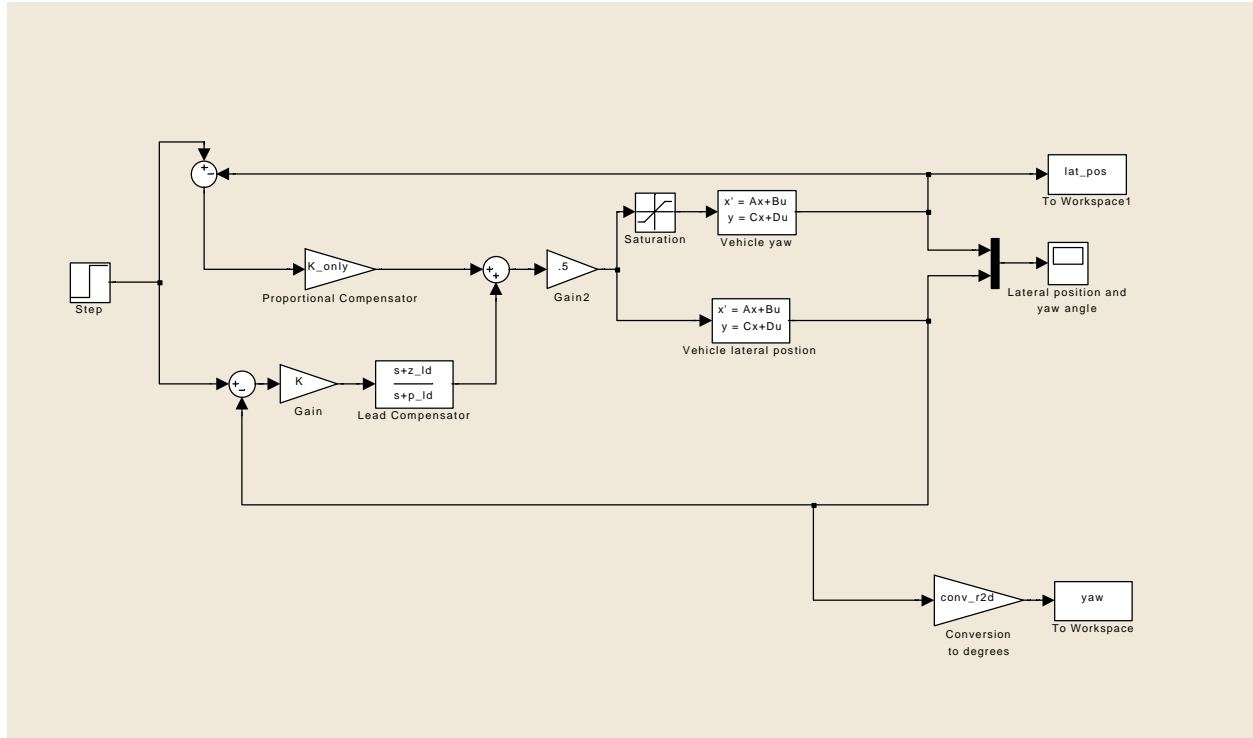 +
-
lat_pos
To Workspace1
x' = Ax+Bu
y = Cx+Du
Saturation
Vehicle yaw
K_only
Proportional Compensator
+
+
.5
Gain2
Lateral position and
yaw angle
Step
x' = Ax+Bu
y = Cx+Du
Vehicle lateral postion
+
-
K
Gain
s+z_ld
s+p_ld
Lead Compensator
conv_r2d
Conversion
to degrees
yaw
To Workspace